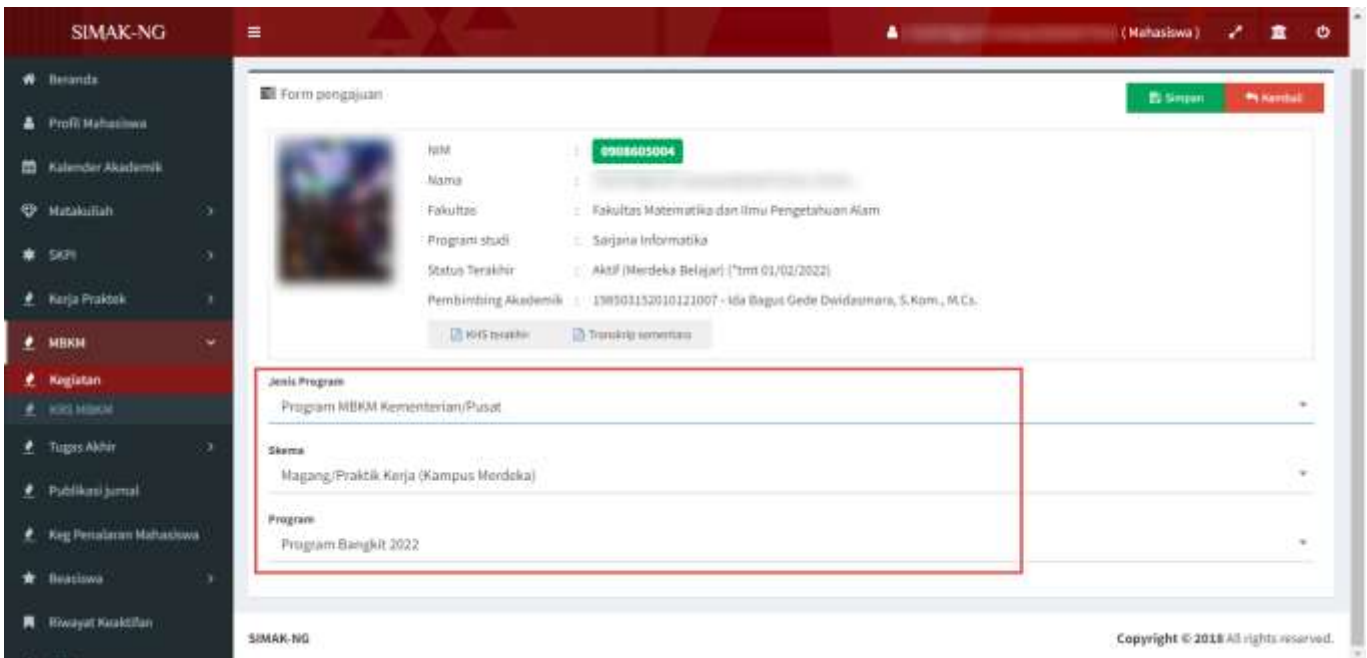 SIMAK-NG
( Mahasiswa )
Beranda
Profil Mahasiswa
Kalender Akademik
Matakuliah
SKPI
Kerja Praktek
MBKM
Kegiatan
KRS MBKM
Tugas Akhir
Publikasi jurnal
Keg Penalaran Mahasiswa
Beasiswa
Riwayat Keaktifan
Form pengajuan
Simpan
Kembali
NIM : 0908605004
Nama :
Fakultas : Fakultas Matematika dan Ilmu Pengetahuan Alam
Program studi : Sarjana Informatika
Status Terakhir : Aktif (Merdeka Belajar) (*tmt 01/02/2022)
Pembimbing Akademik : 198503152010121007 - Ida Bagus Gede Dwidasmara, S.Kom., M.Cs.
KHS terakhir
Transkrip sementara
Jenis Program
Program MBKM Kementerian/Pusat
Skema
Magang/Praktik Kerja (Kampus Merdeka)
Program
Program Bangkit 2022
SIMAK-NG
Copyright © 2018 All rights reserved.